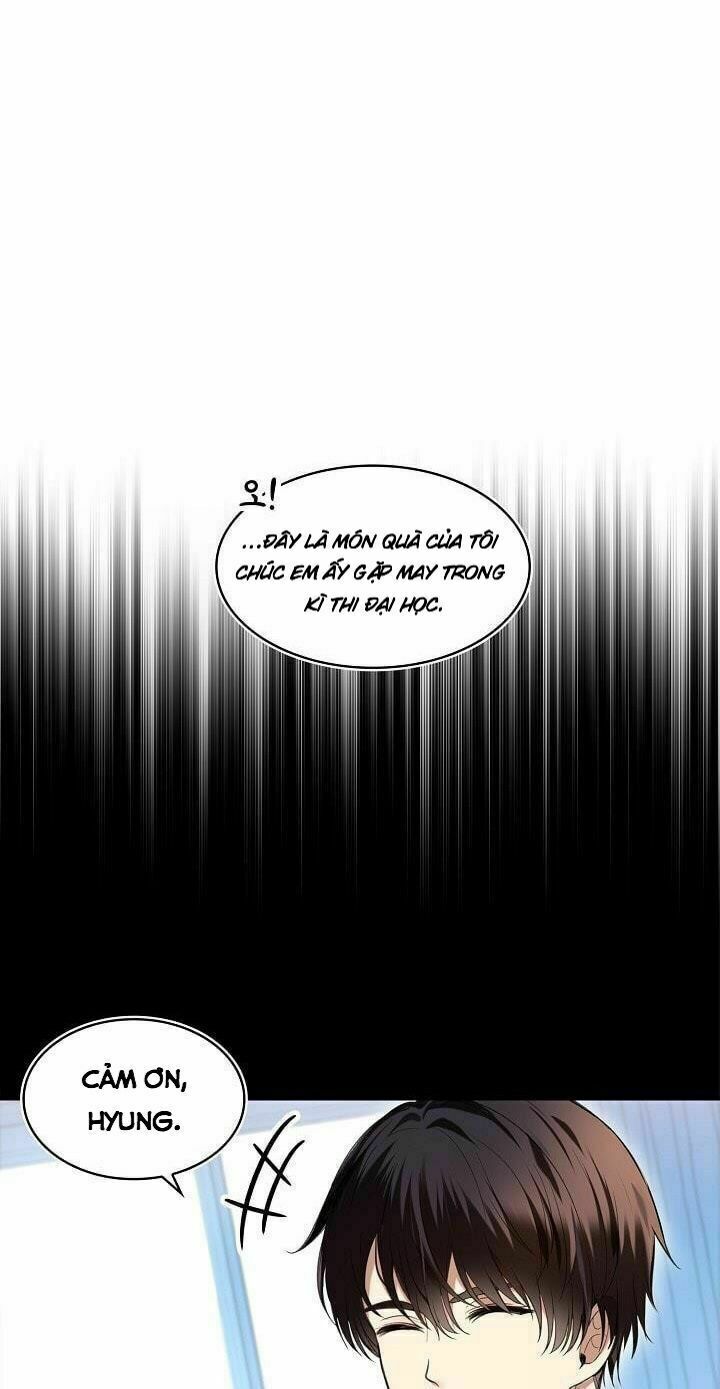 오!
...ĐÂY LÀ MÓN QUÀ CỦA TÔI
CHÚC EM ẤY GẶP MAY TRONG
KÌ THI ĐẠI HỌC.
CẢM ƠN,
HYUNG.